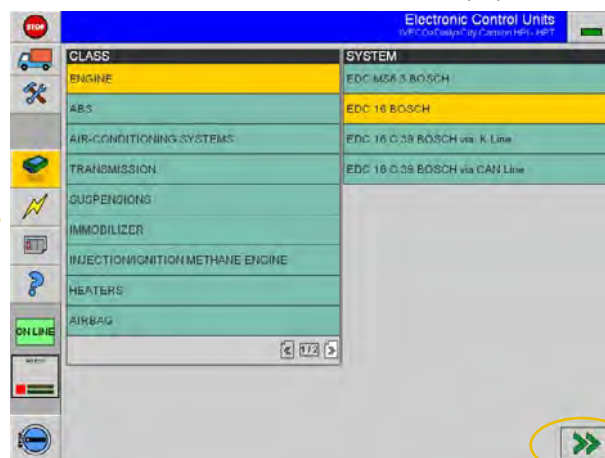 STOP
Electronic Control Units
CLASS
SYSTEM
ENGINE
EDC MS6.3 BOSCH
ABS
EDC 16 BOSCH
AIR-CONDITIONING SYSTEMS
EDC 16 C 39 BOSCH via K Line
TRANSMISSION
EDC 16 C 39 BOSCH via CAN Line
SUSPENSIONS
IMMOBILIZER
INJECTION/IGNITION METHANE ENGINE
HEATERS
AIRBAG
ON LINE
1/2